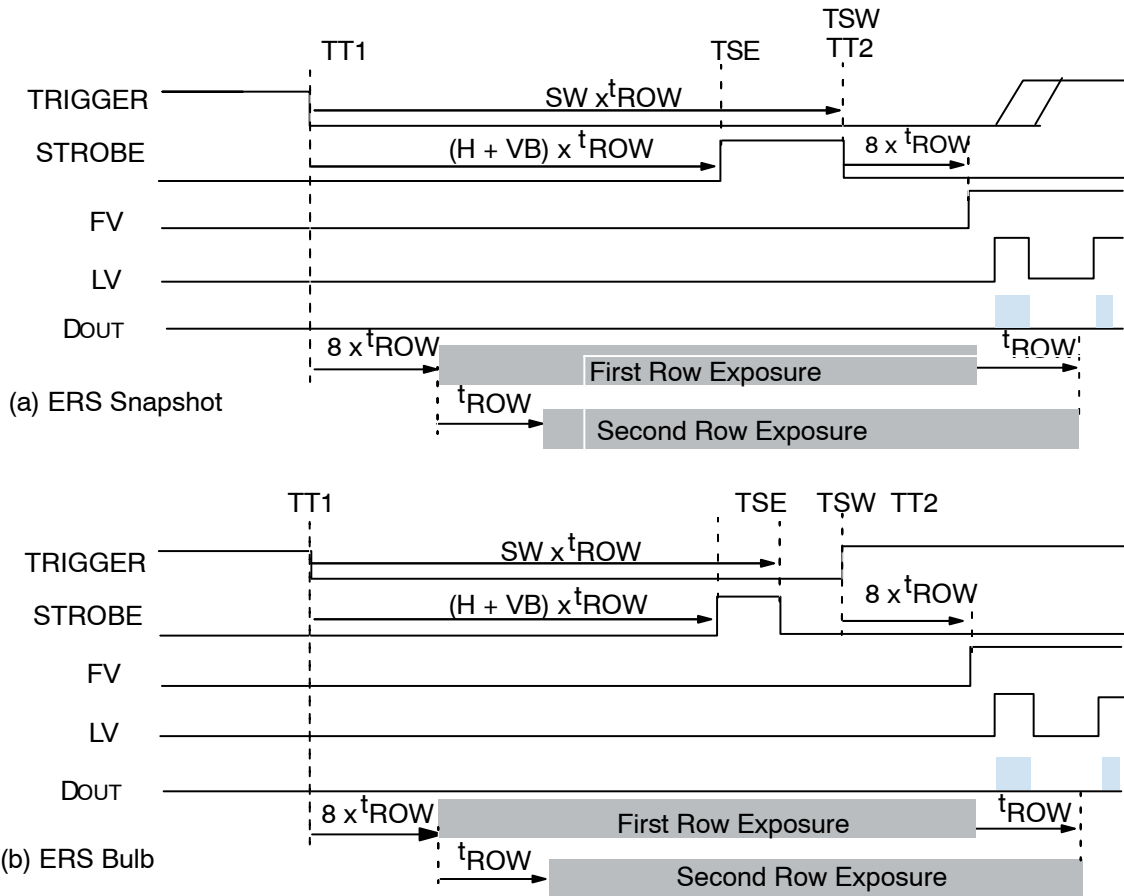 TSW
TT1 TSE TT2
TRIGGER
SW x tROW
STROBE
(H + VB) x tROW
8 x tROW
FV
LV
DOUT
8 x tROW
tROW
First Row Exposure
(a) ERS Snapshot
tROW
Second Row Exposure
TT1 TSE TSW TT2
TRIGGER
SW x tROW
STROBE
(H + VB) x tROW
8 x tROW
FV
LV
DOUT
8 x tROW
tROW
First Row Exposure
(b) ERS Bulb
tROW
Second Row Exposure